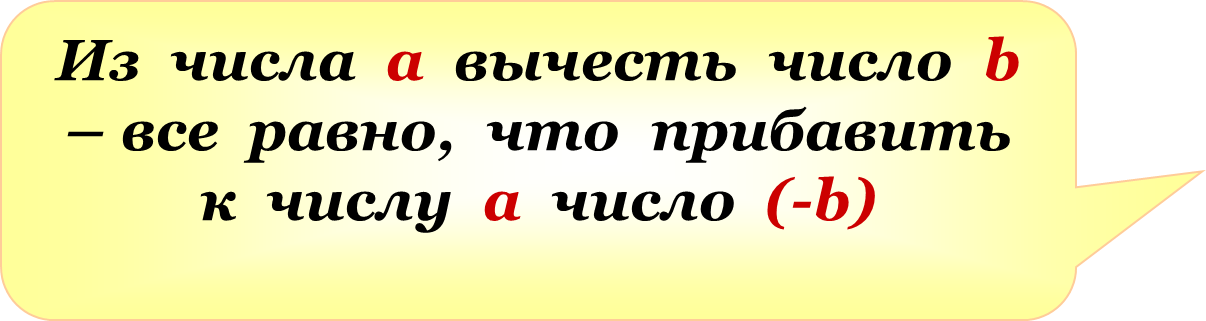 Из числа a вычесть число b
– все равно, что прибавить
к числу a число (-b)